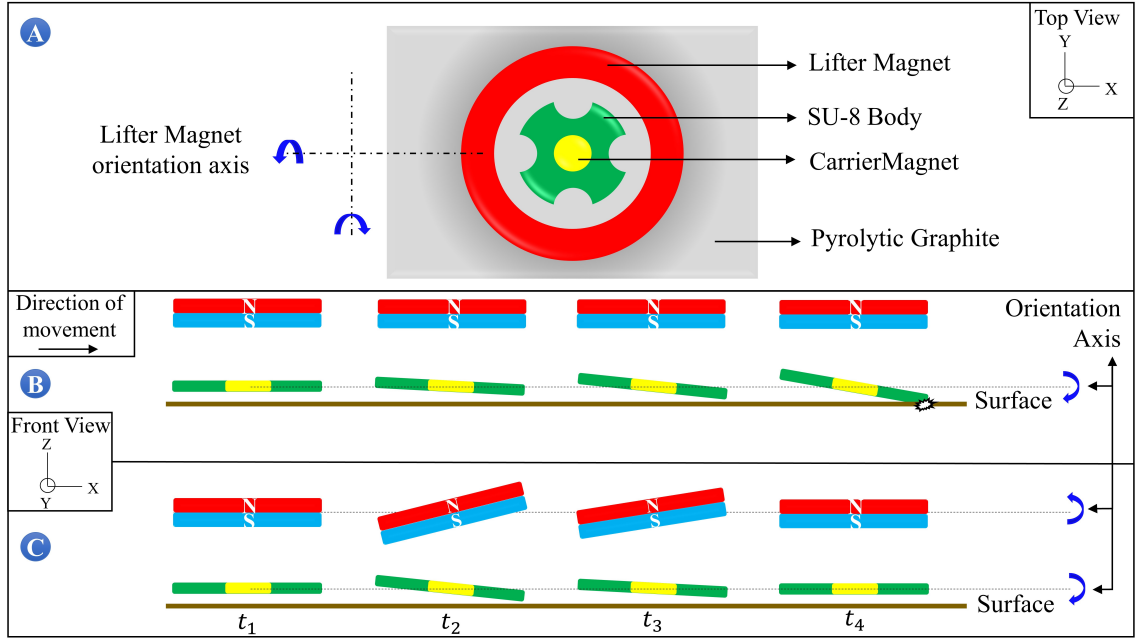 A
Top View
Y
X
Z
Lifter Magnet
SU-8 Body
CarrierMagnet
Pyrolytic Graphite
Lifter Magnet
orientation axis
Direction of
movement
N
S
N
S
N
S
N
S
Orientation
Axis
B
Surface
Front View
Z
X
Y
N
S
N
S
N
S
N
S
C
Surface
t₁
t₂
t₃
t₄